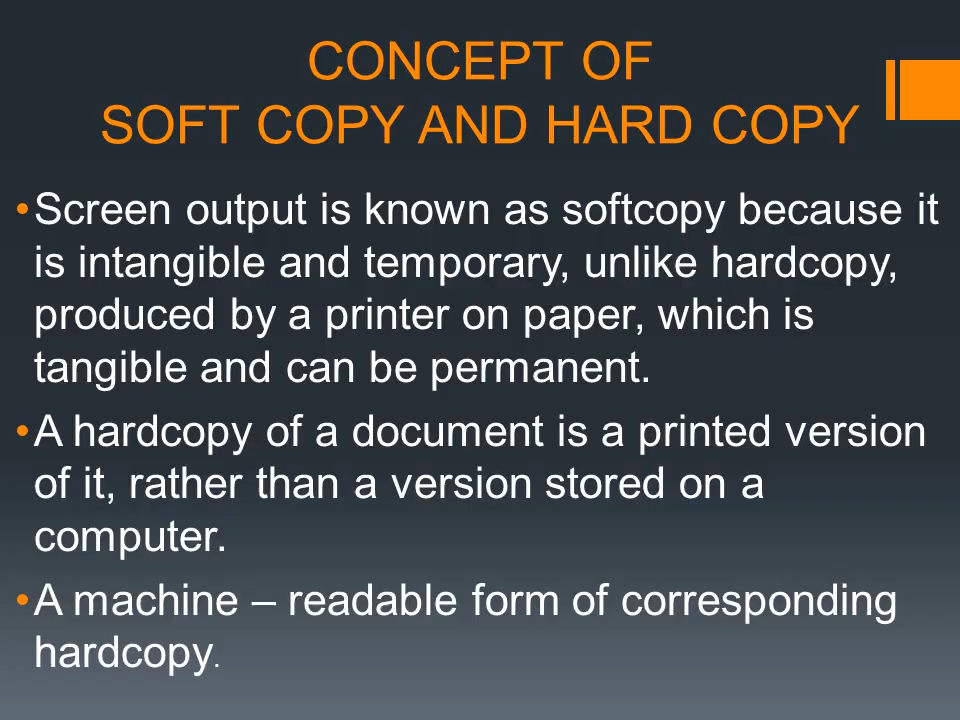 CONCEPT OF
SOFT COPY AND HARD COPY
•Screen output is known as softcopy because it
is intangible and temporary, unlike hardcopy,
produced by a printer on paper, which is
tangible and can be permanent.
•A hardcopy of a document is a printed version
of it, rather than a version stored on a
computer.
•A machine – readable form of corresponding
hardcopy.